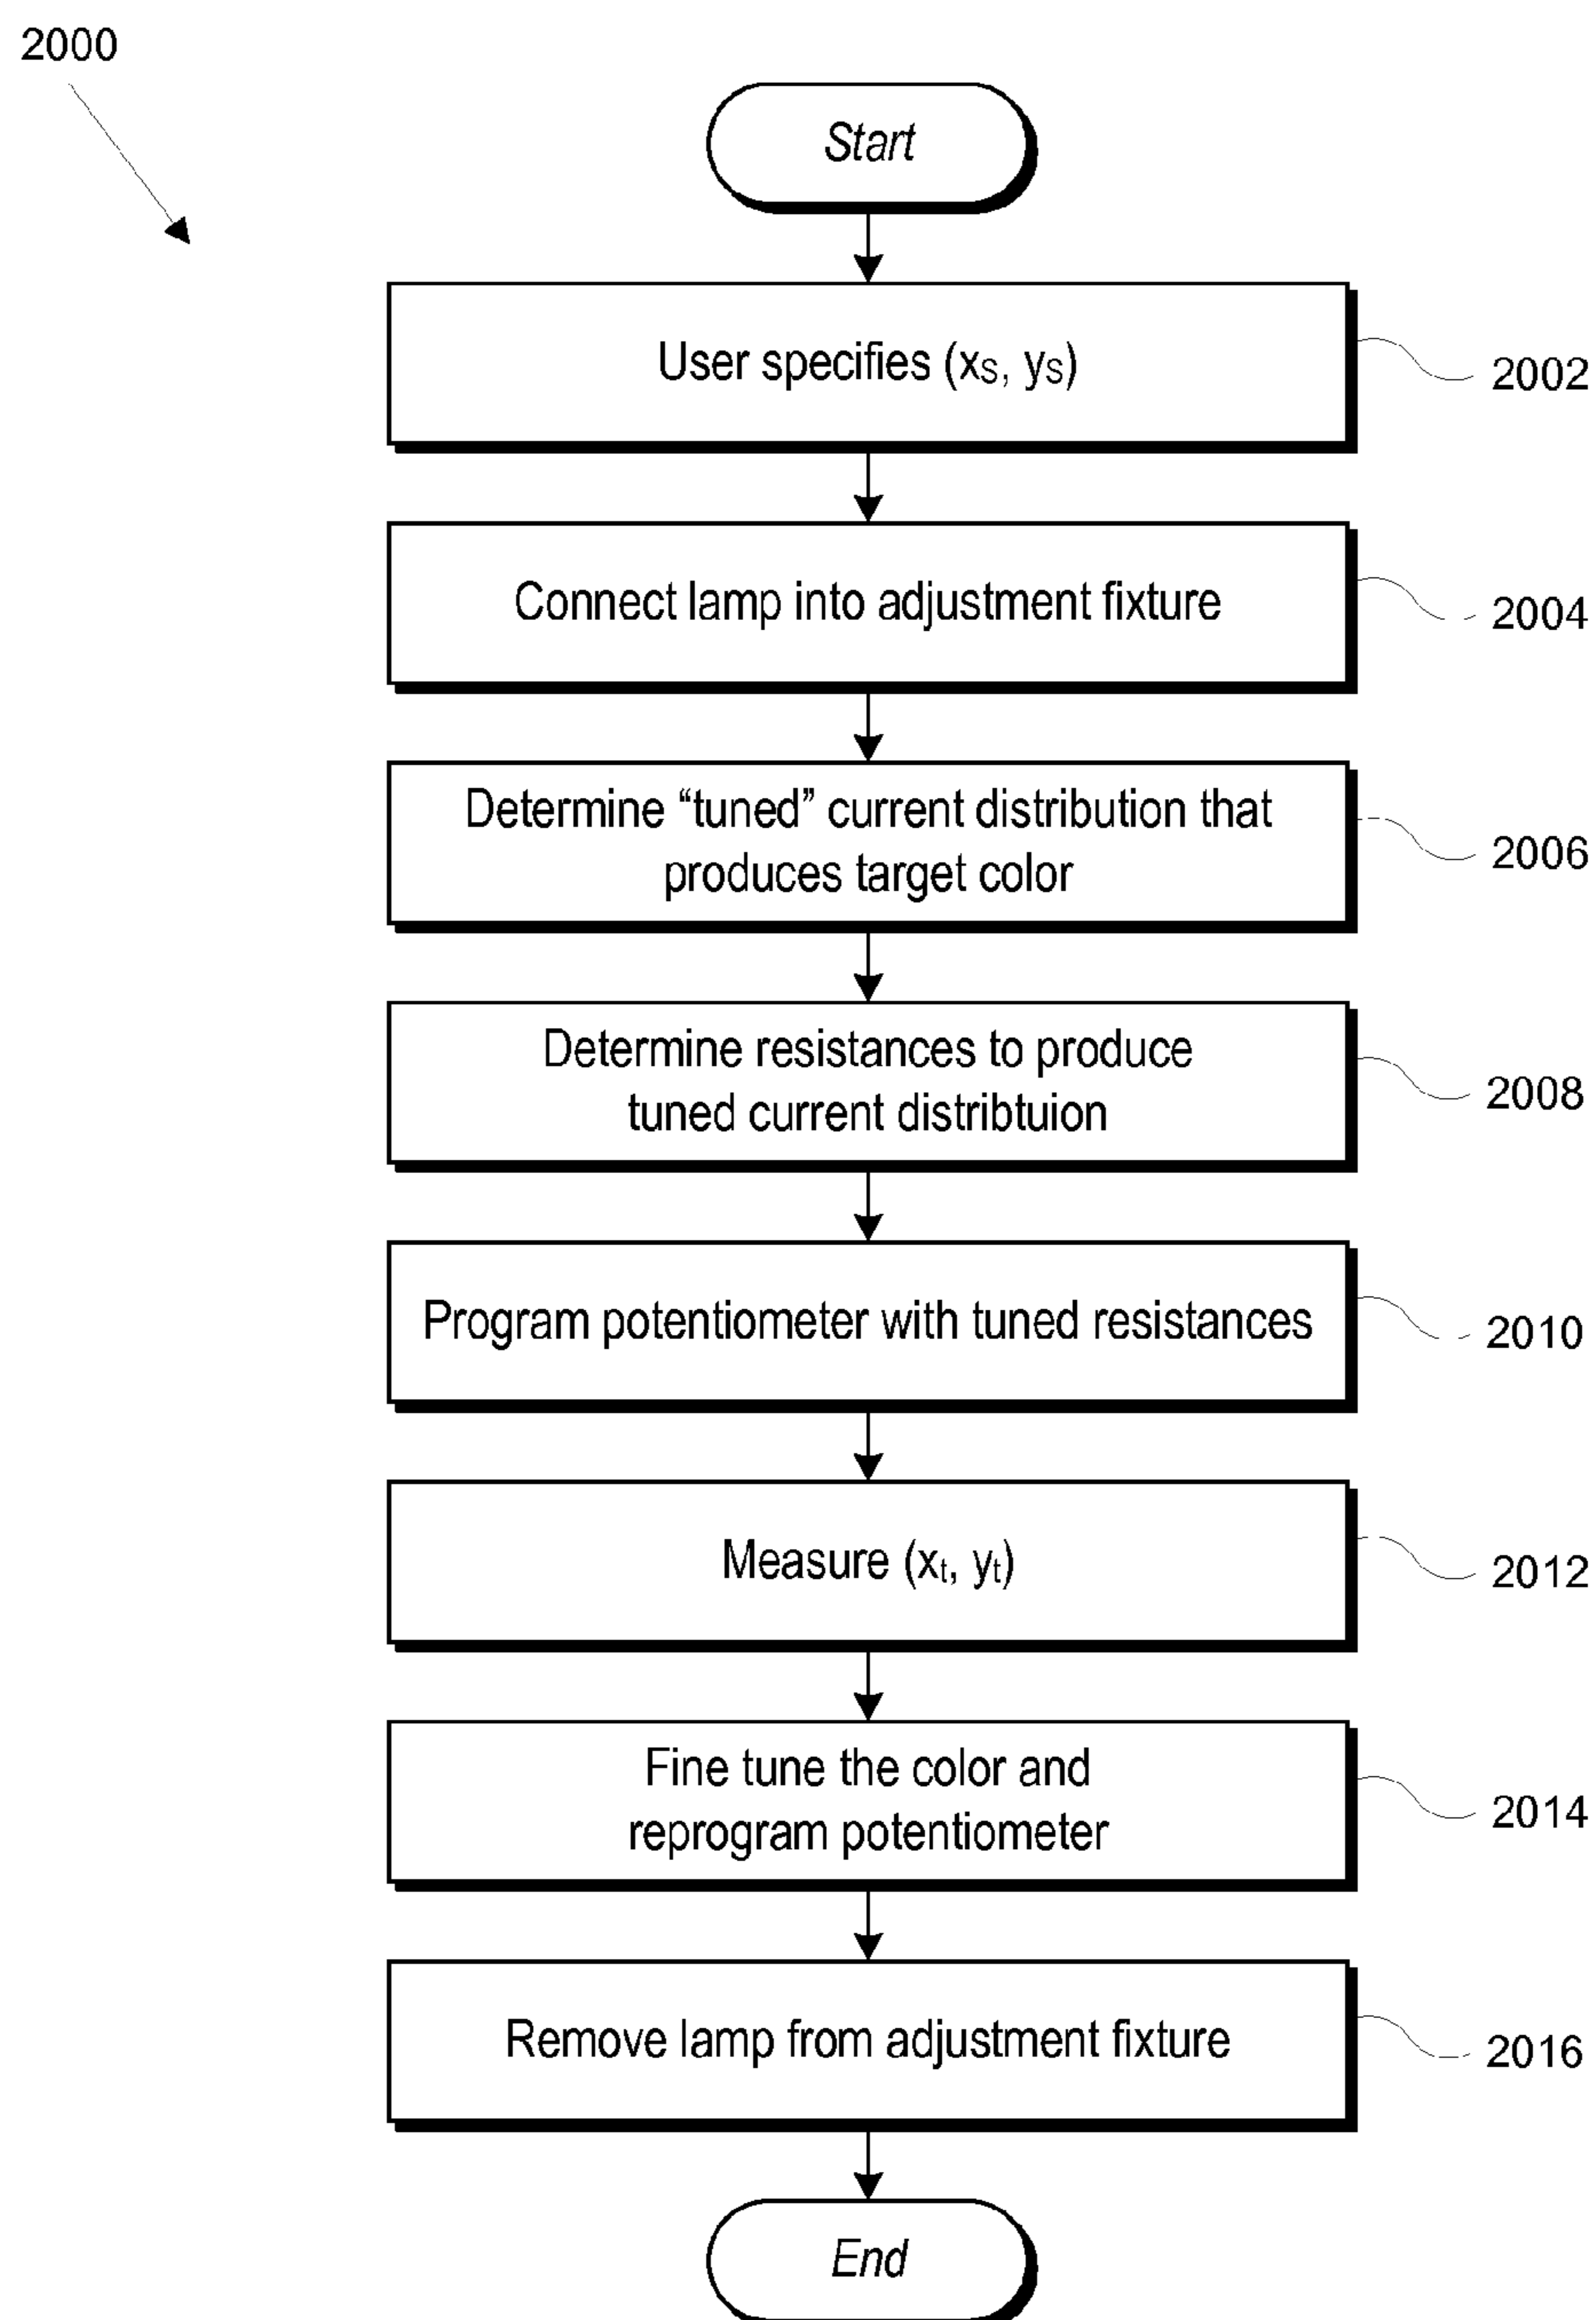 2000
Start
User specifies (xS, yS)
2002
Connect lamp into adjustment fixture
2004
Determine “tuned” current distribution that
produces target color
2006
Determine resistances to produce
tuned current distribtuion
2008
Program potentiometer with tuned resistances
2010
Measure (xt, yt)
2012
Fine tune the color and
reprogram potentiometer
2014
Remove lamp from adjustment fixture
2016
End